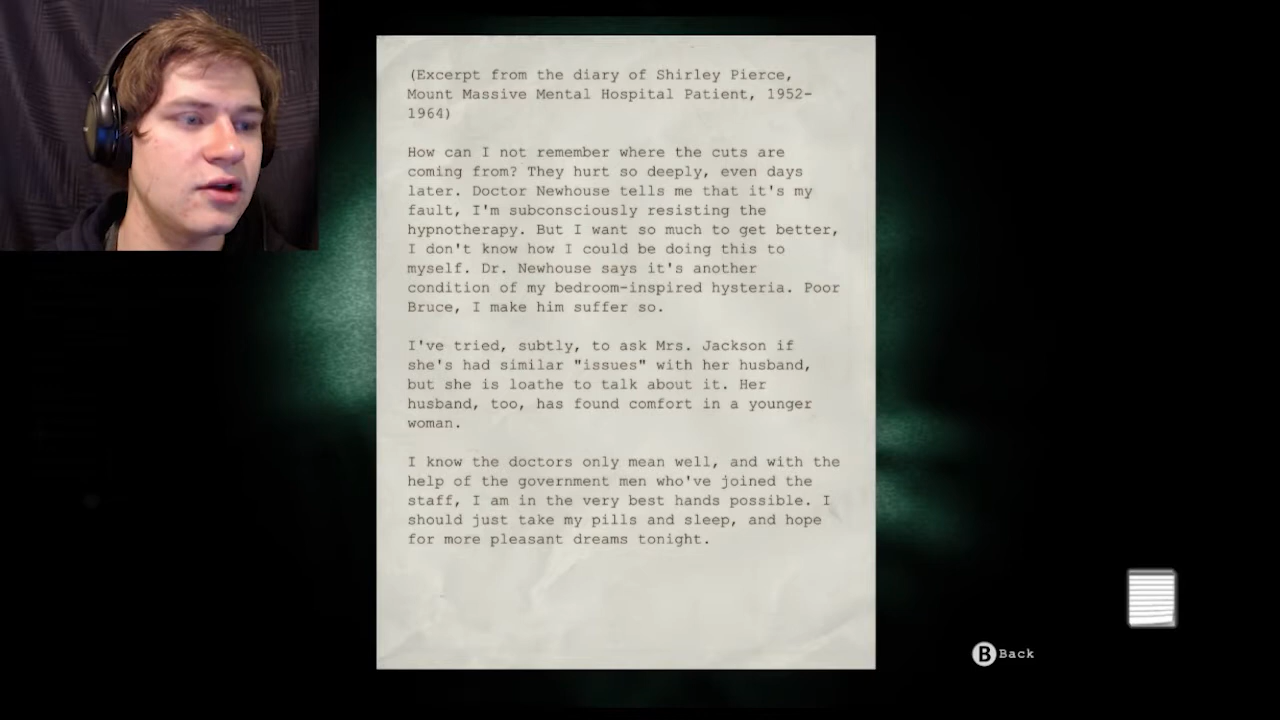 (Excerpt from the diary of Shirley Pierce,
Mount Massive Mental Hospital Patient, 1952-
1964)
How can I not remember where the cuts are
coming from? They hurt so deeply, even days
later. Doctor Newhouse tells me that it's my
fault, I'm subconsciously resisting the
hypnotherapy. But I want so much to get better,
I don't know how I could be doing this to
myself. Dr. Newhouse says it's another
condition of my bedroom-inspired hysteria. Poor
Bruce, I make him suffer so.
I've tried, subtly, to ask Mrs. Jackson if
she's had similar "issues" with her husband,
but she is loathe to talk about it. Her
husband, too, has found comfort in a younger
woman.
I know the doctors only mean well, and with the
help of the government men who've joined the
staff, I am in the very best hands possible. I
should just take my pills and sleep, and hope
for more pleasant dreams tonight.
B Back